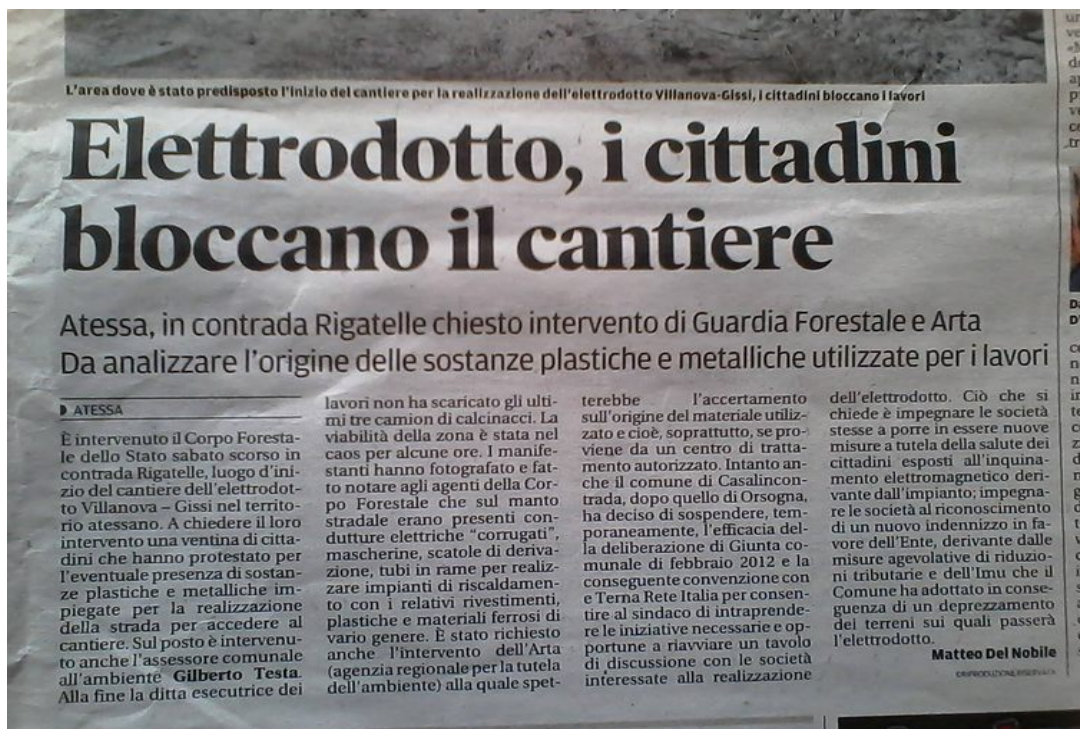 L'area dove è stato predisposto l'inizio del cantiere per la realizzazione dell'elettrodotto Villanova-Gissi, i cittadini bloccano i lavori
Elettrodotto, i cittadini
bloccano il cantiere
Atessa, in contrada Rigatelle chiesto intervento di Guardia Forestale e Arta
Da analizzare l'origine delle sostanze plastiche e metalliche utilizzate per i lavori
ATESSA
È intervenuto il Corpo Foresta-
le dello Stato sabato scorso in
contrada Rigatelle, luogo d'ini-
zio del cantiere dell'elettrodot-
to Villanova – Gissi nel territo-
rio atessano. A chiedere il loro
intervento una ventina di citta-
dini che hanno protestato per
l'eventuale presenza di sostan-
ze plastiche e metalliche im-
piegate per la realizzazione
della strada per accedere al
cantiere. Sul posto è intervenu-
to anche l'assessore comunale
all'ambiente Gilberto Testa.
Alla fine la ditta esecutrice dei
lavori non ha scaricato gli ulti-
mi tre camion di calcinacci. La
viabilità della zona è stata nel
caos per alcune ore. I manife-
stanti hanno fotografato e fat-
to notare agli agenti della Cor-
po Forestale che sul manto
stradale erano presenti con-
dutture elettriche “corrugati”,
mascherine, scatole di deriva-
zione, tubi in rame per realiz-
zare impianti di riscaldamen-
to con i relativi rivestimenti,
plastiche e materiali ferrosi di
vario genere. È stato richiesto
anche l'intervento dell'Arta
(agenzia regionale per la tutela
dell'ambiente) alla quale spet-
terebbe l'accertamento
sull'origine del materiale utiliz-
zato e cioè, soprattutto, se pro-
viene da un centro di tratta-
mento autorizzato. Intanto an-
che il comune di Casalincon-
trada, dopo quello di Orsogna,
ha deciso di sospendere, tem-
poraneamente, l'efficacia del-
la deliberazione di Giunta co-
munale di febbraio 2012 e la
conseguente convenzione con
e Terna Rete Italia per consen-
tire al sindaco di intraprende-
re le iniziative necessarie e op-
portune a riavviare un tavolo
di discussione con le società
interessate alla realizzazione
dell'elettrodotto. Ciò che si
chiede è impegnare le società
stesse a porre in essere nuove
misure a tutela della salute dei
cittadini esposti all'inquina-
mento elettromagnetico deri-
vante dall'impianto; impegna-
re le società al riconoscimento
di un nuovo indennizzo in fa-
vore dell'Ente, derivante dalle
misure agevolative di riduzio-
ni tributarie e dell'Imu che il
Comune ha adottato in conse-
guenza di un deprezzamento
dei terreni sui quali passerà
l'elettrodotto.
Matteo Del Nobile
©RIPRODUZIONE RISERVATA